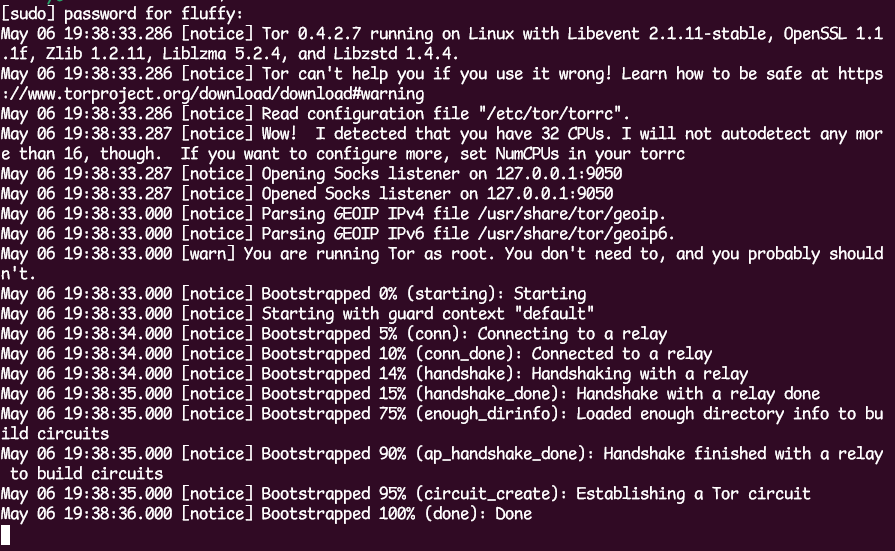 [sudo] password for fluffy:
May 06 19:38:33.286 [notice] Tor 0.4.2.7 running on Linux with Libevent 2.1.11-stable, OpenSSL 1.1
.1f, Zlib 1.2.11, Liblzma 5.2.4, and Libzstd 1.4.4.
May 06 19:38:33.286 [notice] Tor can't help you if you use it wrong! Learn how to be safe at https
://www.torproject.org/download/download#warning
May 06 19:38:33.286 [notice] Read configuration file "/etc/tor/torrc".
May 06 19:38:33.287 [notice] Wow!  I detected that you have 32 CPUs. I will not autodetect any mor
e than 16, though.  If you want to configure more, set NumCPUs in your torrc
May 06 19:38:33.287 [notice] Opening Socks listener on 127.0.0.1:9050
May 06 19:38:33.287 [notice] Opened Socks listener on 127.0.0.1:9050
May 06 19:38:33.000 [notice] Parsing GEOIP IPv4 file /usr/share/tor/geoip.
May 06 19:38:33.000 [notice] Parsing GEOIP IPv6 file /usr/share/tor/geoip6.
May 06 19:38:33.000 [warn] You are running Tor as root. You don't need to, and you probably should
n't.
May 06 19:38:33.000 [notice] Bootstrapped 0% (starting): Starting
May 06 19:38:33.000 [notice] Starting with guard context "default"
May 06 19:38:34.000 [notice] Bootstrapped 5% (conn): Connecting to a relay
May 06 19:38:34.000 [notice] Bootstrapped 10% (conn_done): Connected to a relay
May 06 19:38:34.000 [notice] Bootstrapped 14% (handshake): Handshaking with a relay
May 06 19:38:35.000 [notice] Bootstrapped 15% (handshake_done): Handshake with a relay done
May 06 19:38:35.000 [notice] Bootstrapped 75% (enough_dirinfo): Loaded enough directory info to bu
ild circuits
May 06 19:38:35.000 [notice] Bootstrapped 90% (ap_handshake_done): Handshake finished with a relay
 to build circuits
May 06 19:38:35.000 [notice] Bootstrapped 95% (circuit_create): Establishing a Tor circuit
May 06 19:38:36.000 [notice] Bootstrapped 100% (done): Done